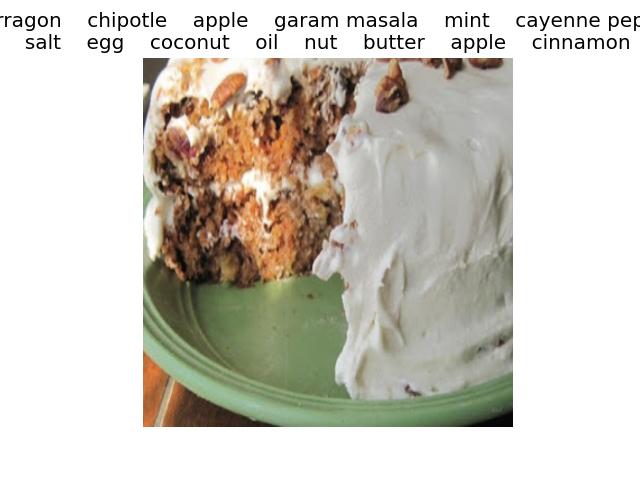 rragon chipotle apple garam masala mint cayenne pep
salt egg coconut oil nut butter apple cinnamon